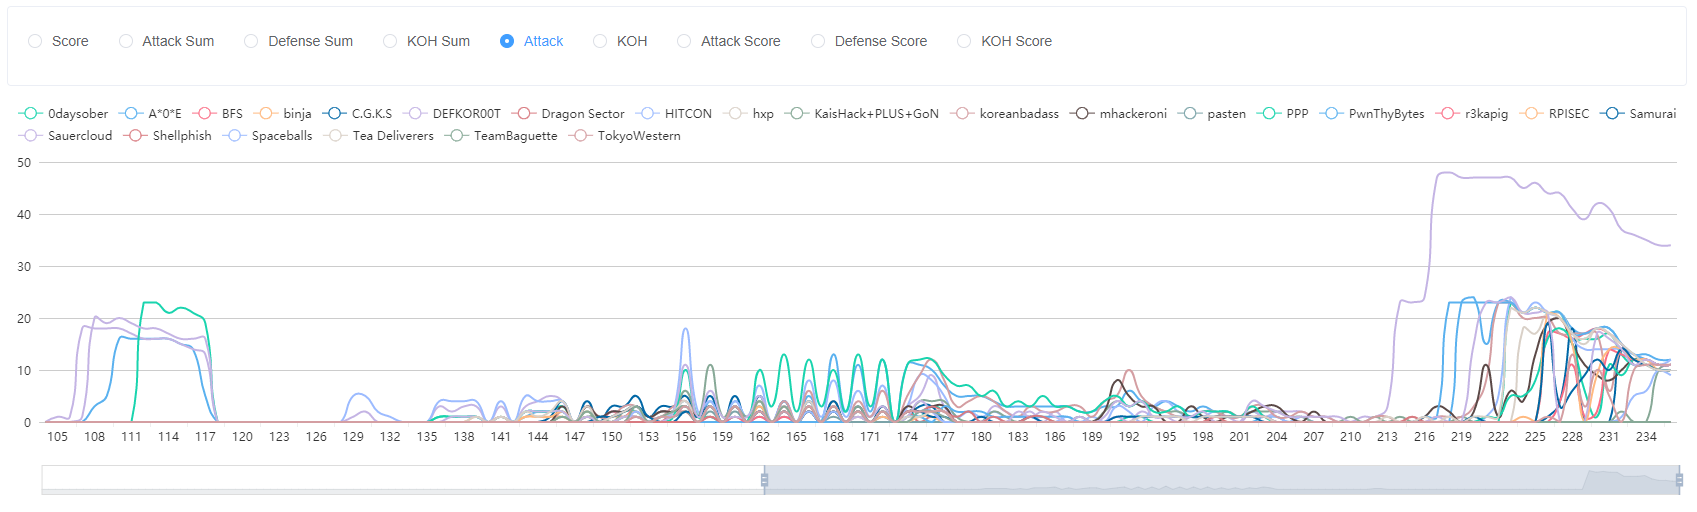 Score Attack Sum Defense Sum KOH Sum Attack KOH Attack Score Defense Score KOH Score
0daysober A*0*E BFS binja C.G.K.S DEFKOR00T Dragon Sector HITCON hxp KaisHack+PLUS+GoN koreanbadass mhackeroni pasten PPP PwnThyBytes r3kapig RPISEC Samurai
Sauercloud Shellphish Spaceballs Tea Deliverers TeamBaguette TokyoWestern
50
40
30
20
10
0
105 108 111 114 117 120 123 126 129 132 135 138 141 144 147 150 153 156 159 162 165 168 171 174 177 180 183 186 189 192 195 198 201 204 207 210 213 216 219 222 225 228 231 234